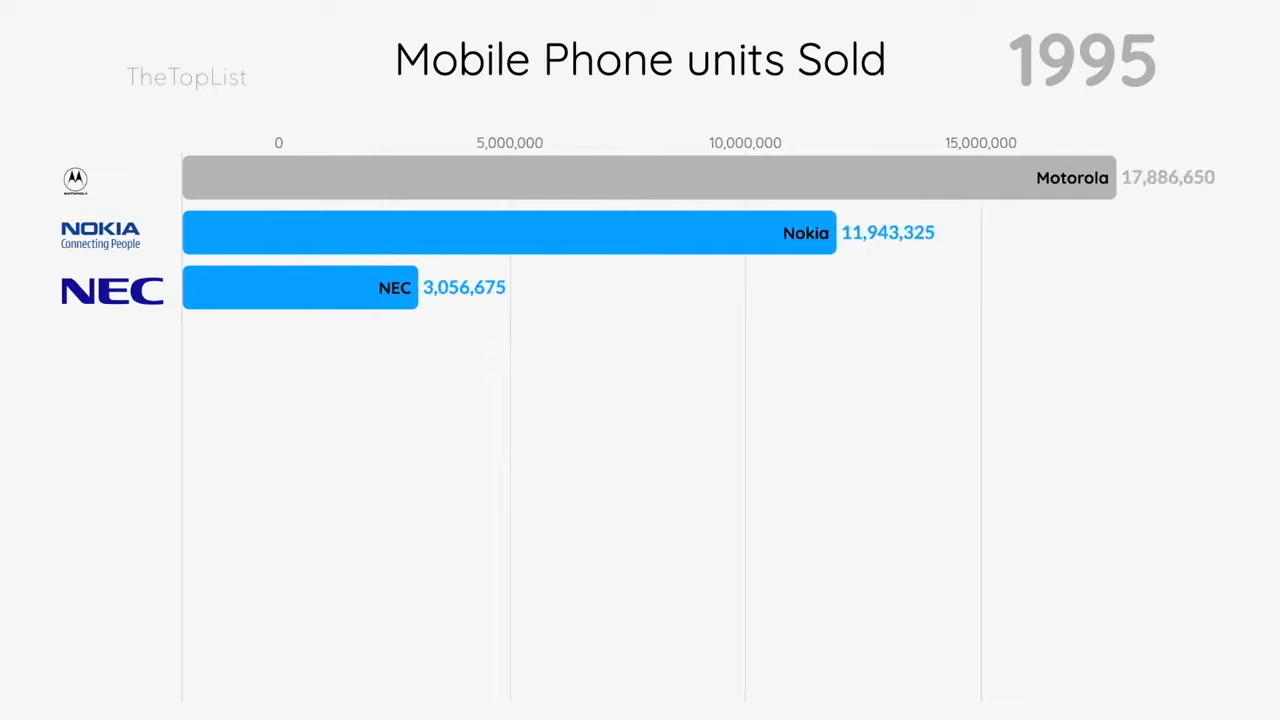 Mobile Phone units Sold
1995
TheTopList
0 5,000,000 10,000,000 15,000,000
MOTOROLA
Motorola 17,886,650
NOKIA
Connecting People
Nokia 11,943,325
NEC
NEC 3,056,675